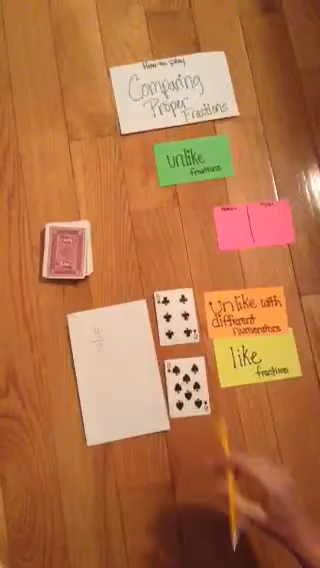 How to play
Comparing
Proper
Fractions
unlike
fractions
unlike with
different
numerators
like
fractions